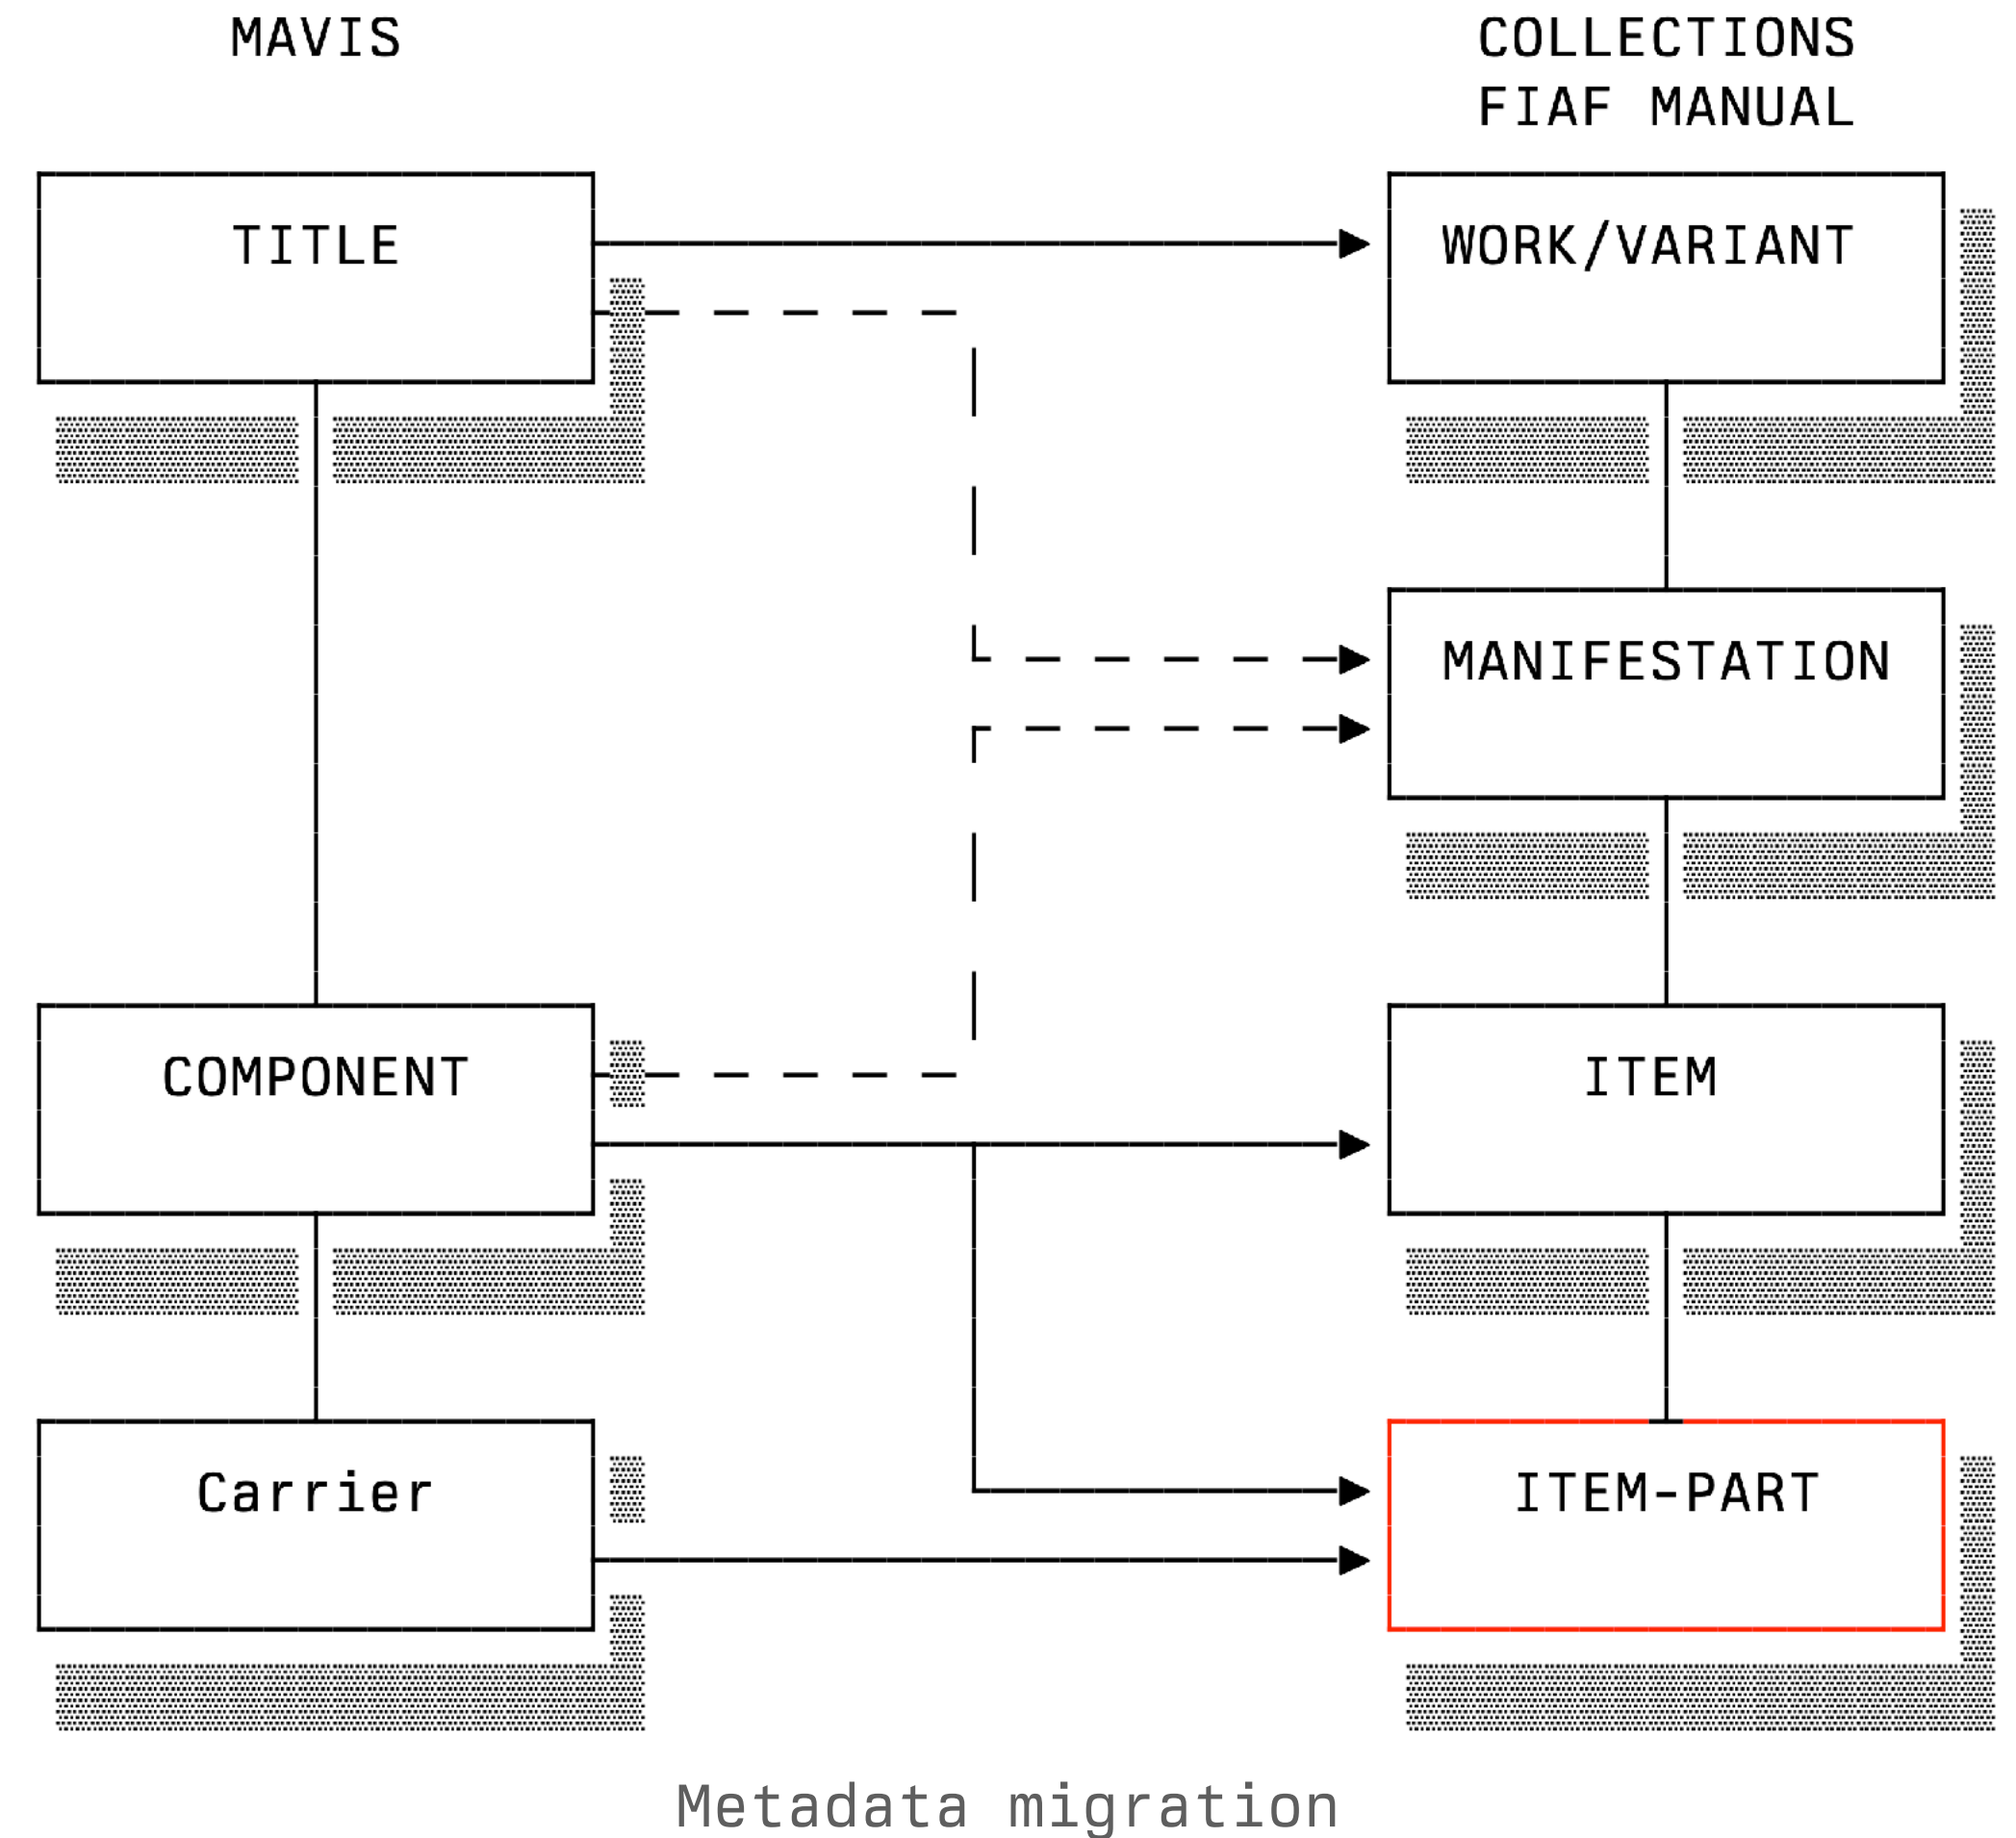 MAVIS
COLLECTIONS
FIAF MANUAL
TITLE
WORK/VARIANT
MANIFESTATION
COMPONENT
ITEM
Carrier
ITEM-PART
Metadata migration